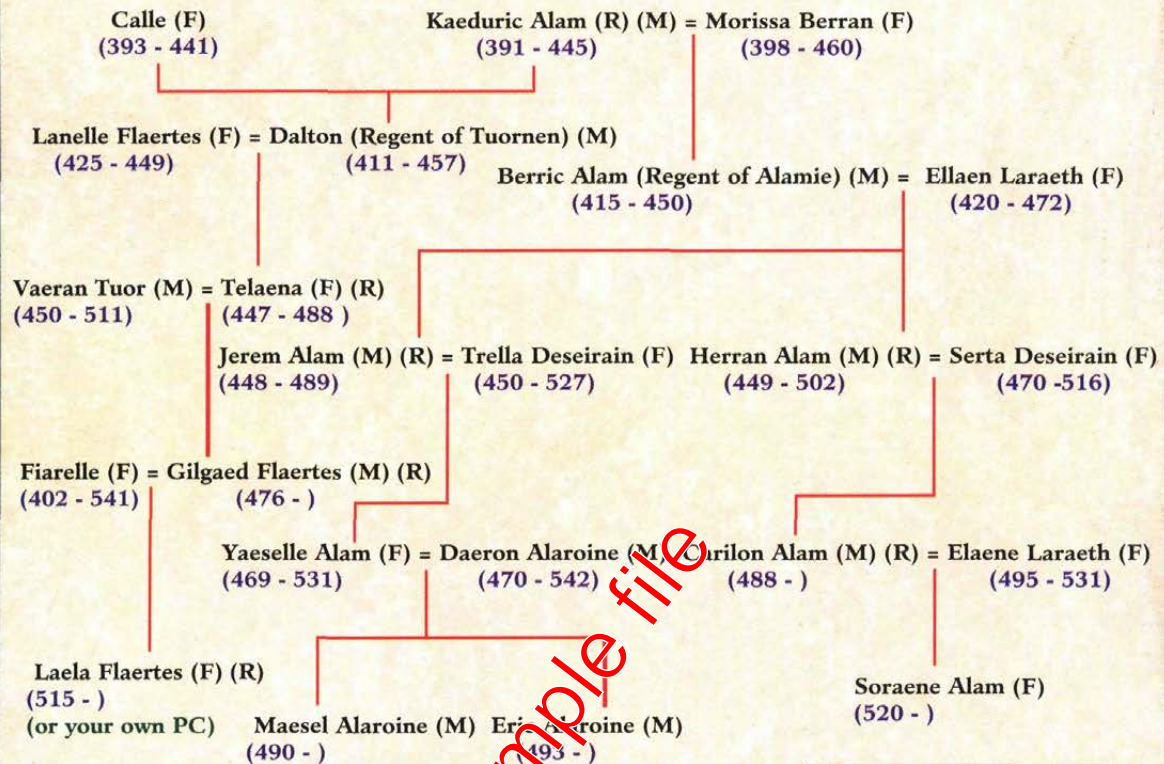 Calle (F) Kaeduric Alam (R) (M) = Morissa Berran (F)
(393 - 441) (391 - 445) (398 - 460)
Lanelle Flaertes (F) = Dalton (Regent of Tuornen) (M)
(425 - 449) (411 - 457)
Berric Alam (Regent of Alamie) (M) = Ellaen Laraeth (F)
(415 - 450) (420 - 472)
Vaeran Tuor (M) = Telaena (F) (R)
(450 - 511) (447 - 488 )
Jerem Alam (M) (R) = Trella Deseirain (F) Herran Alam (M) (R) = Serta Deseirain (F)
(448 - 489) (450 - 527) (449 - 502) (470 -516)
Fiarelle (F) = Gilgaed Flaertes (M) (R)
(402 - 541) (476 - )
Yaeselle Alam (F) = Daeron Alaroine (M) Alam (M) (R) = Elaene Laraeth (F)
(469 - 531) (470 - 542) (488 - ) (495 - 531)
Laela Flaertes (F) (R)
(515 - )
(or your own PC)
Maesel Alaroine (M) Alaroine (M)
(490 - ) (493 - )
Soraene Alam (F)
(520 - )
mple file